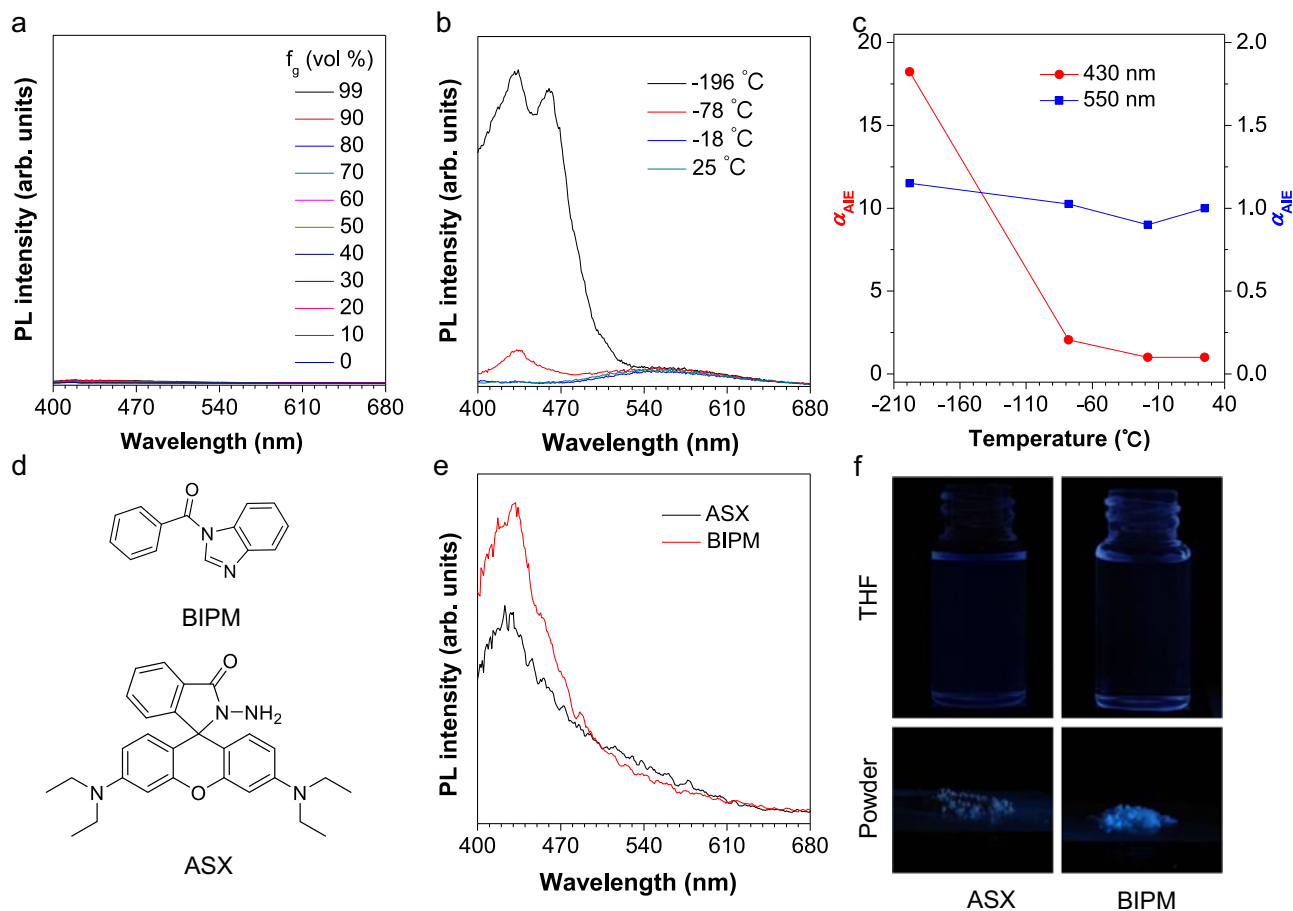 a
f_g (vol %)
99
90
80
70
60
50
40
30
20
10
0
PL intensity (arb. units)
400 470 540 610 680
Wavelength (nm)
b
-196 °C
-78 °C
-18 °C
25 °C
PL intensity (arb. units)
400 470 540 610 680
Wavelength (nm)
c
430 nm
550 nm
20
15
10
5
0
α_AIE
2.0
1.5
1.0
0.5
0.0
α_AIE
-210 -160 -110 -60 -10 40
Temperature (°C)
d
O
N
N
BIPM
O
N-NH₂
N
O
N
ASX
e
ASX
BIPM
PL intensity (arb. units)
400 470 540 610 680
Wavelength (nm)
f
THF
Powder
ASX BIPM